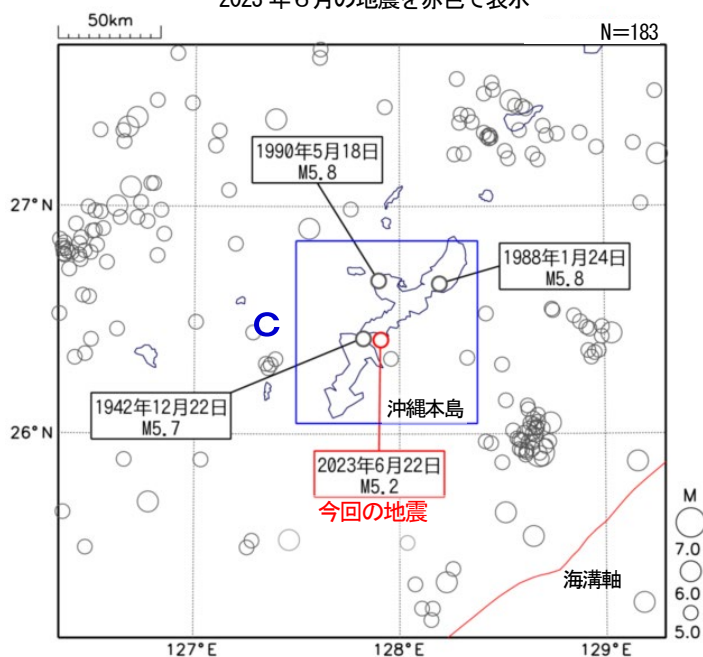 2023年6月の地震を赤色で表示
50km
N=183
1990年5月18日
M5.8
27°N
1988年1月24日
M5.8
C
沖縄本島
1942年12月22日
M5.7
26°N
2023年6月22日
M5.2
今回の地震
M
7.0
6.0
5.0
海溝軸
127°E
128°E
129°E